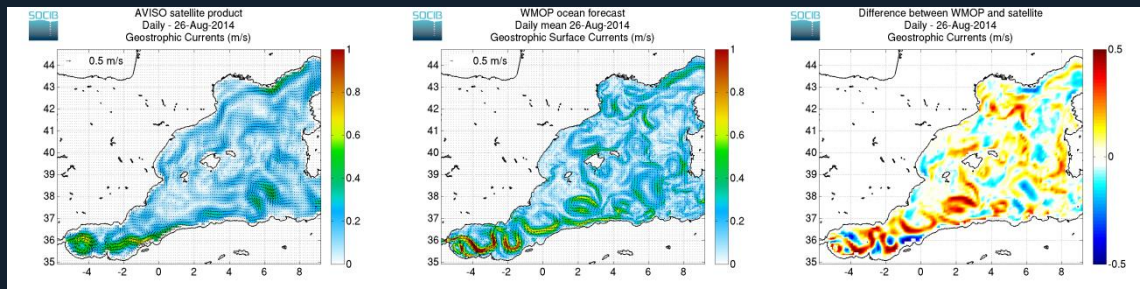 SOCIB
AVISO satellite product
Daily - 26-Aug-2014
Geostrophic Currents (m/s)
0.5 m/s
44
43
42
41
40
39
38
37
36
35
-4 -2 0 2 4 6 8
1
0.8
0.6
0.4
0.2
0
SOCIB
WMOP ocean forecast
Daily mean 26-Aug-2014
Geostrophic Surface Currents (m/s)
0.5 m/s
44
43
42
41
40
39
38
37
36
35
-4 -2 0 2 4 6 8
1
0.8
0.6
0.4
0.2
0
SOCIB
Difference between WMOP and satellite
Daily - 26-Aug-2014
Geostrophic Currents (m/s)
44
43
42
41
40
39
38
37
36
35
-4 -2 0 2 4 6 8
0.5
0
-0.5